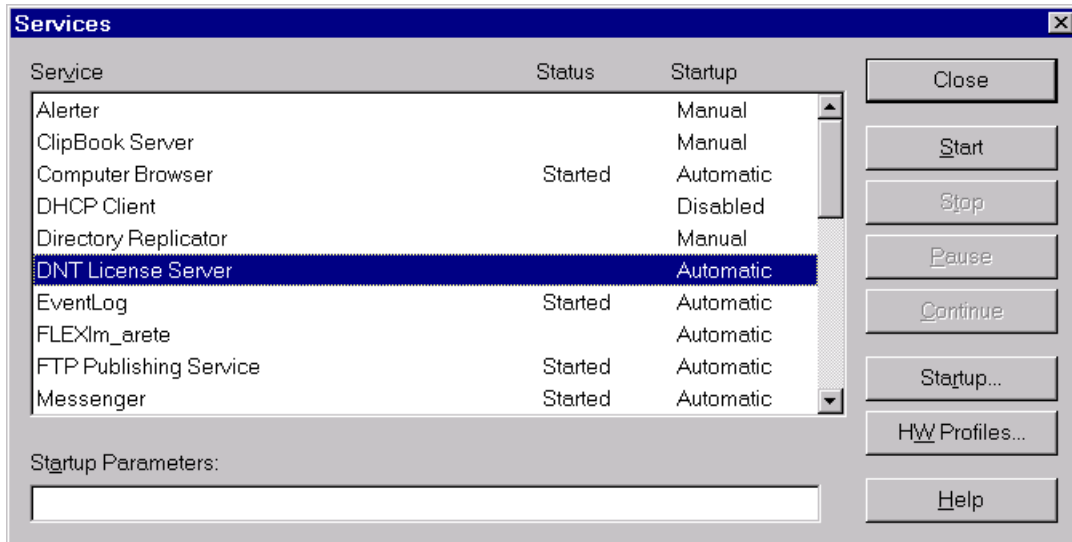 Services
Service Status Startup
Alerter Manual
ClipBook Server Manual
Computer Browser Started Automatic
DHCP Client Disabled
Directory Replicator Manual
DNT License Server Automatic
EventLog Started Automatic
FLEXlm_arete Automatic
FTP Publishing Service Started Automatic
Messenger Started Automatic
Startup Parameters:
Close
Start
Stop
Pause
Continue
Startup...
HW Profiles...
Help